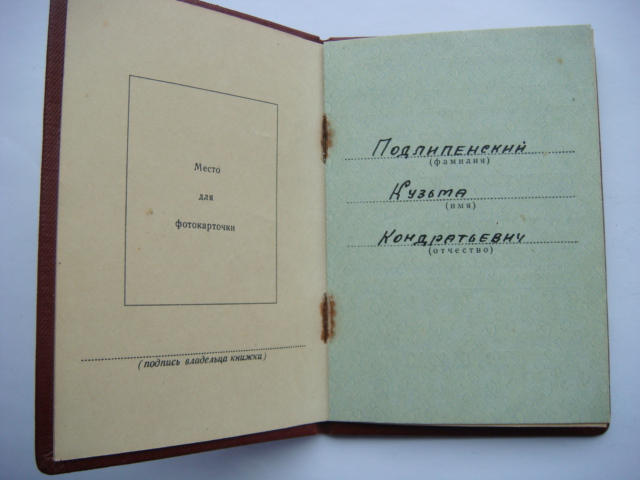 Место
для
фотокарточки
(подпись владельца книжки)
Подлипенский
(фамилия)
Кузьма
(имя)
Кондратьевич
(отчество)